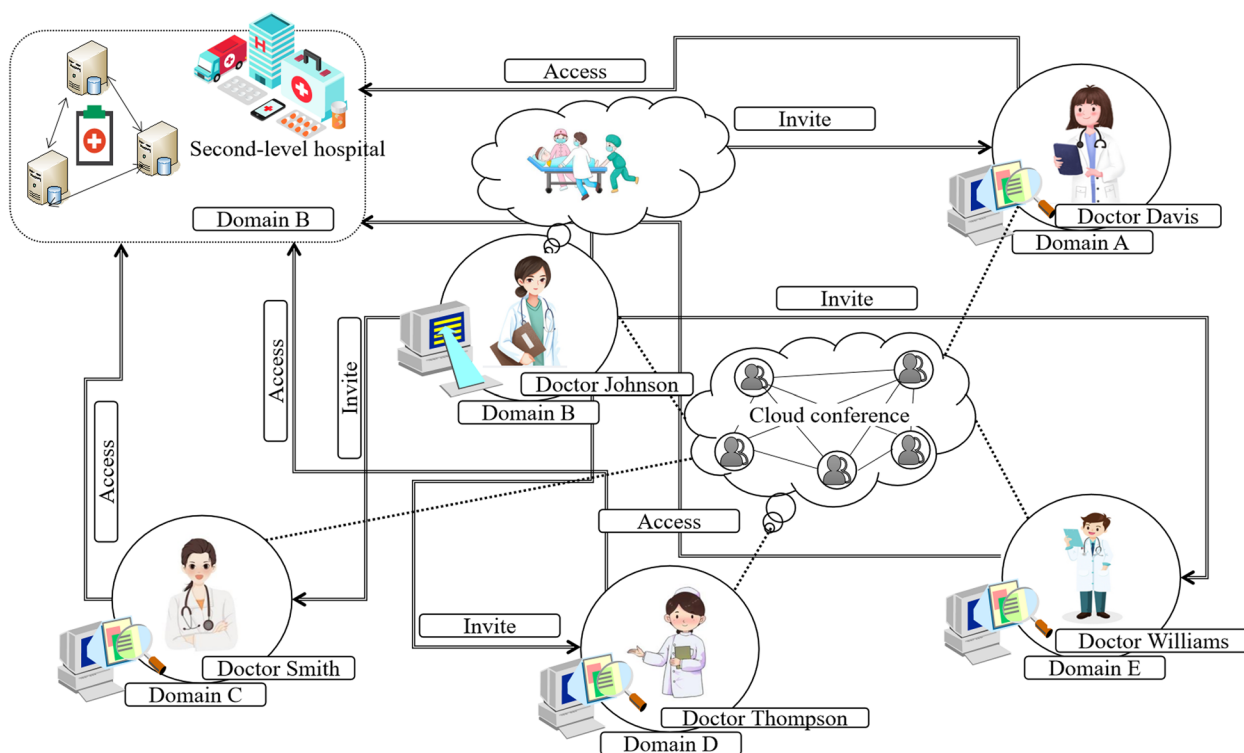 Access
Invite
Second-level hospital
Domain B
Doctor Davis
Domain A
Invite
Access
Invite
Doctor Johnson
Domain B
Cloud conference
Access
Access
Invite
Doctor Smith
Domain C
Doctor Williams
Domain E
Doctor Thompson
Domain D